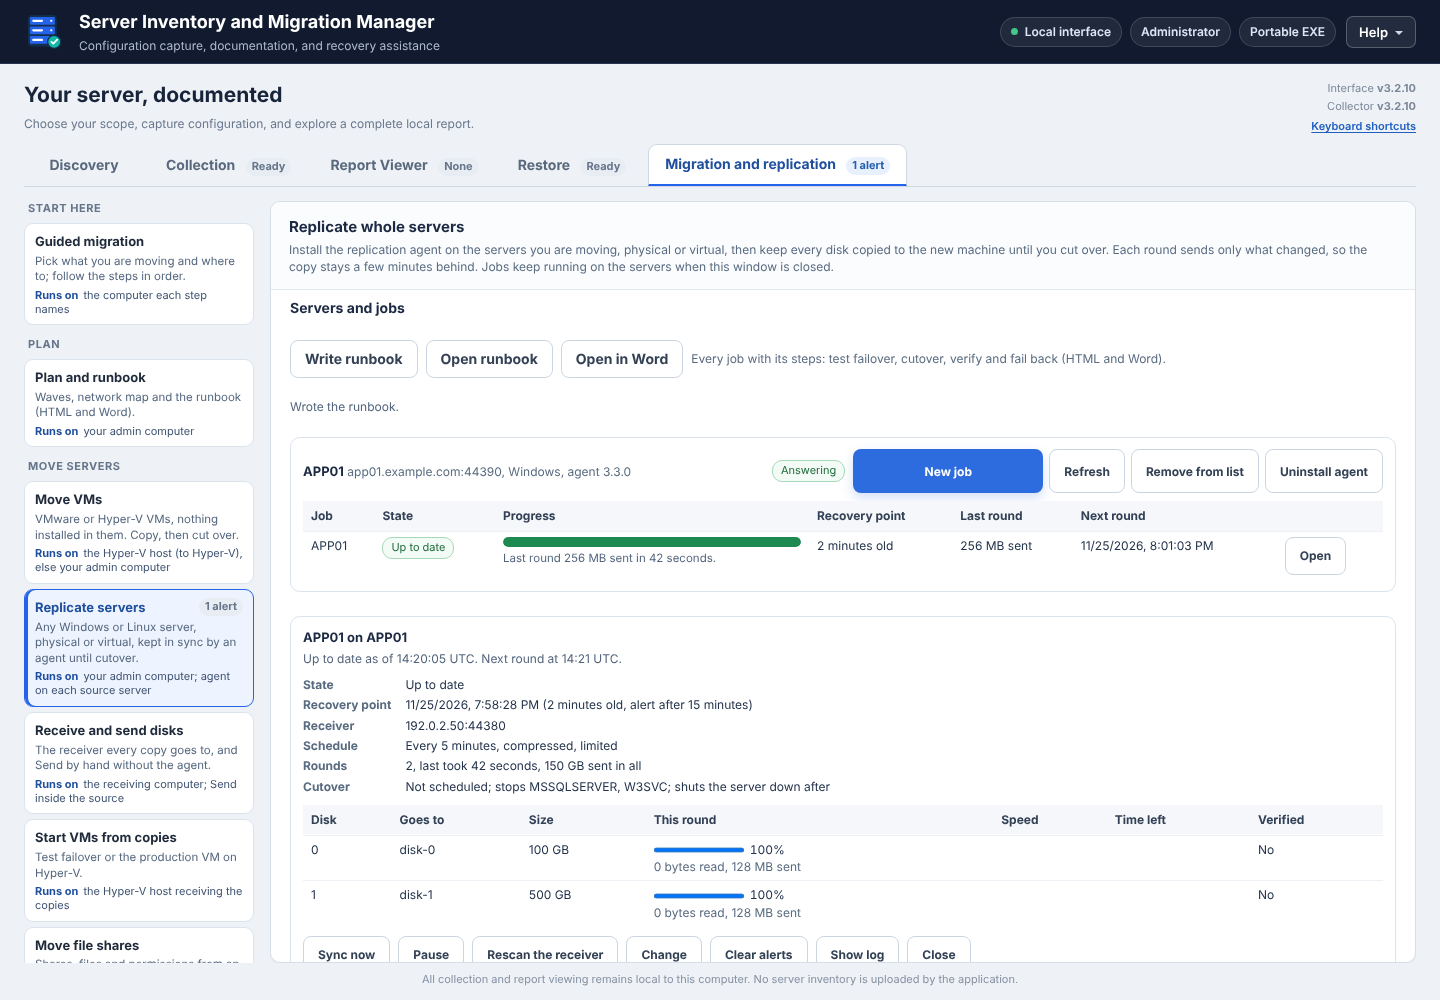 Server Inventory and Migration Manager
Configuration capture, documentation, and recovery assistance
Local interface
Administrator
Portable EXE
Help
Your server, documented
Choose your scope, capture configuration, and explore a complete local report.
Interface v3.2.10
Collector v3.2.10
Keyboard shortcuts
Discovery
Collection Ready
Report Viewer None
Restore Ready
Migration and replication 1 alert
START HERE
Guided migration
Pick what you are moving and where
to; follow the steps in order.
Runs on the computer each step
names
PLAN
Plan and runbook
Waves, network map and the runbook
(HTML and Word).
Runs on your admin computer
MOVE SERVERS
Move VMs
VMware or Hyper-V VMs, nothing
installed in them. Copy, then cut over.
Runs on the Hyper-V host (to Hyper-V),
else your admin computer
Replicate servers 1 alert
Any Windows or Linux server,
physical or virtual, kept in sync by an
agent until cutover.
Runs on your admin computer; agent
on each source server
Receive and send disks
The receiver every copy goes to, and
Send by hand without the agent.
Runs on the receiving computer; Send
inside the source
Start VMs from copies
Test failover or the production VM on
Hyper-V.
Runs on the Hyper-V host receiving the
copies
Move file shares
Replicate whole servers
Install the replication agent on the servers you are moving, physical or virtual, then keep every disk copied to the new machine until you cut over. Each round sends only what changed, so the
copy stays a few minutes behind. Jobs keep running on the servers when this window is closed.
Servers and jobs
Write runbook
Open runbook
Open in Word
Every job with its steps: test failover, cutover, verify and fail back (HTML and Word).
Wrote the runbook.
APP01 app01.example.com:44390, Windows, agent 3.3.0
Answering
New job
Refresh
Remove from list
Uninstall agent
Job State Progress Recovery point Last round Next round
APP01 Up to date 2 minutes old 256 MB sent 11/25/2026, 8:01:03 PM Open
Last round 256 MB sent in 42 seconds.
APP01 on APP01
Up to date as of 14:20:05 UTC. Next round at 14:21 UTC.
State Up to date
Recovery point 11/25/2026, 7:58:28 PM (2 minutes old, alert after 15 minutes)
Receiver 192.0.2.50:44380
Schedule Every 5 minutes, compressed, limited
Rounds 2, last took 42 seconds, 150 GB sent in all
Cutover Not scheduled; stops MSSQLSERVER, W3SVC; shuts the server down after
Disk Goes to Size This round Speed Time left Verified
0 disk-0 100 GB 100% No
0 bytes read, 128 MB sent
1 disk-1 500 GB 100% No
0 bytes read, 128 MB sent
Sync now
Pause
Rescan the receiver
Change
Clear alerts
Show log
Close
All collection and report viewing remains local to this computer. No server inventory is uploaded by the application.